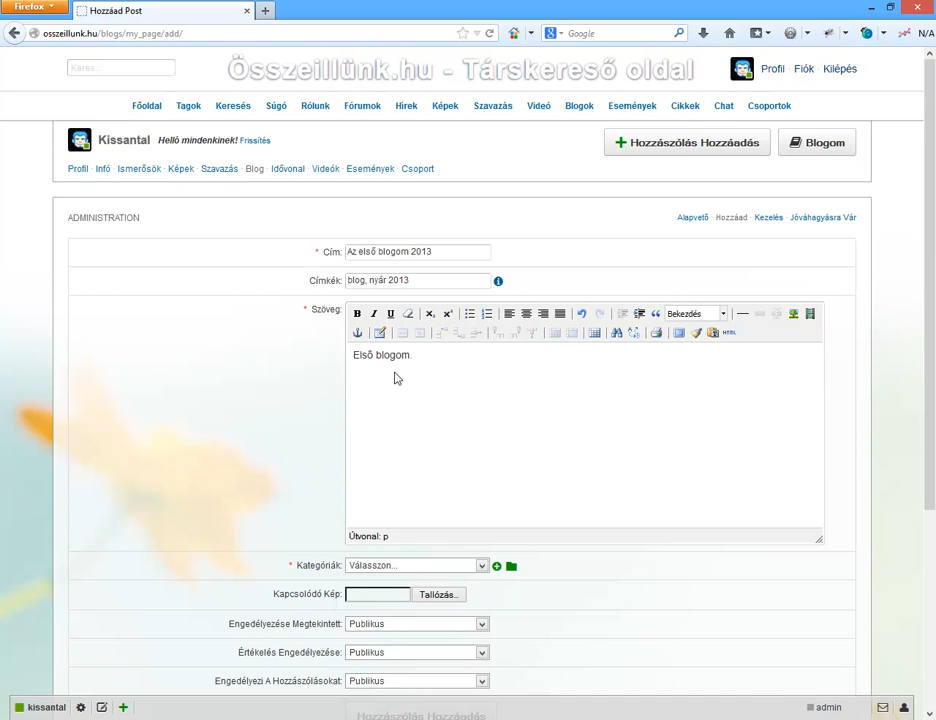 Firefox
Hozzáad Post
osszeillunk.hu/blogs/my_page/add/
Google
N/A
Keres...
Összeillünk.hu - Társkereső oldal
Profil Fiók Kilépés
Főoldal Tagok Keresés Súgó Rólunk Fórumok Hirek Képek Szavazás Videó Blogok Események Cikkek Chat Csoportok
Kissantal Helló mindenkinek! Frissítés
Hozzászólás Hozzáadás
Blogom
Profil · Infó · Ismerősök · Képek · Szavazás · Blog · Idővonal · Videók · Események · Csoport
ADMINISTRATION
Alapvető · Hozzáad · Kezelés · Jóváhagyásra Vár
* Cím: Az első blogom 2013
Címkék: blog, nyár 2013
* Szöveg:
B I U
Bekezdés
HTML
Első blogom.
Útvonal: p
* Kategóriák: Válasszon...
Kapcsolódó Kép: Tallózás...
Engedélyezése Megtekintett: Publikus
Értékelés Engedélyezése: Publikus
Engedélyezi A Hozzászólásokat: Publikus
Hozzászólás Hozzáadás
kissantal
admin